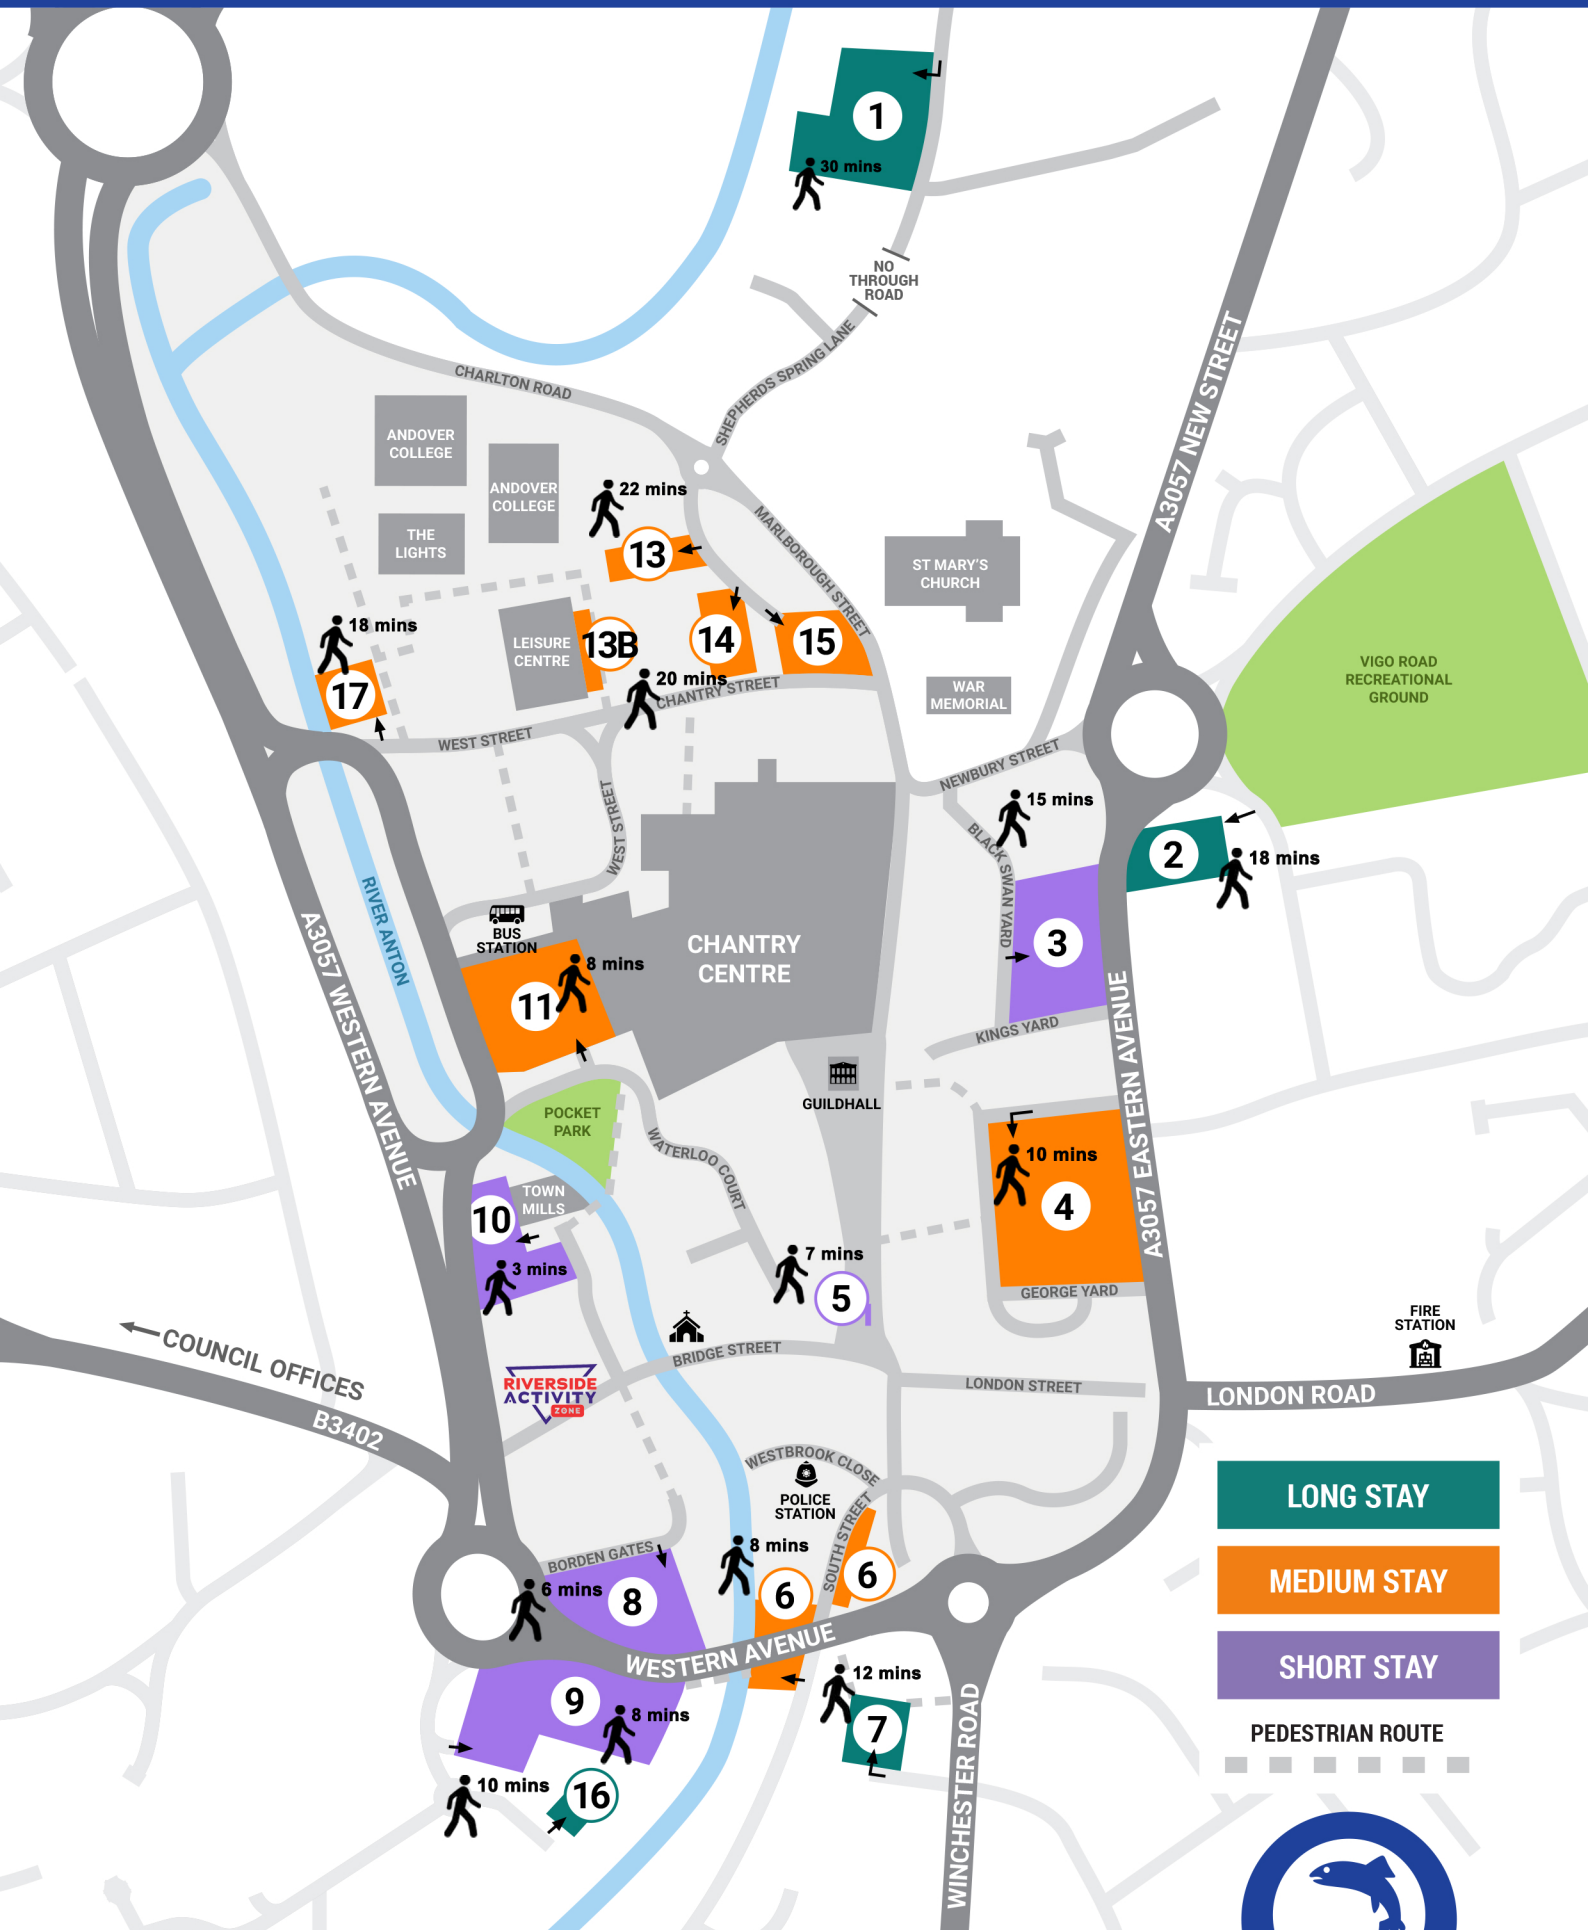 1
30 mins
NO
THROUGH
ROAD
SHEPHERDS SPRING LANE
CHARLTON ROAD
A3057 NEW STREET
ANDOVER
COLLEGE
ANDOVER
COLLEGE
THE
LIGHTS
22 mins
13
MARLBOROUGH STREET
ST MARY'S
CHURCH
18 mins
17
LEISURE
CENTRE
13B
14
15
20 mins
CHANTRY STREET
WEST STREET
WAR
MEMORIAL
VIGO ROAD
RECREATIONAL
GROUND
NEWBURY STREET
WEST STREET
15 mins
BLACK SWAN YARD
2
18 mins
3
KINGS YARD
RIVER ANTON
A3057 WESTERN AVENUE
BUS
STATION
8 mins
11
CHANTRY
CENTRE
GUILDHALL
POCKET
PARK
WATERLOO COURT
A3057 EASTERN AVENUE
10 mins
4
GEORGE YARD
TOWN
MILLS
10
3 mins
7 mins
5
COUNCIL OFFICES
B3402
RIVERSIDE
ACTIVITY
ZONE
BRIDGE STREET
LONDON STREET
FIRE
STATION
LONDON ROAD
WESTBROOK CLOSE
POLICE
STATION
SOUTH STREET
BORDEN GATES
6 mins
8
8 mins
6
6
WESTERN AVENUE
9
8 mins
10 mins
16
12 mins
7
WINCHESTER ROAD
LONG STAY
MEDIUM STAY
SHORT STAY
PEDESTRIAN ROUTE